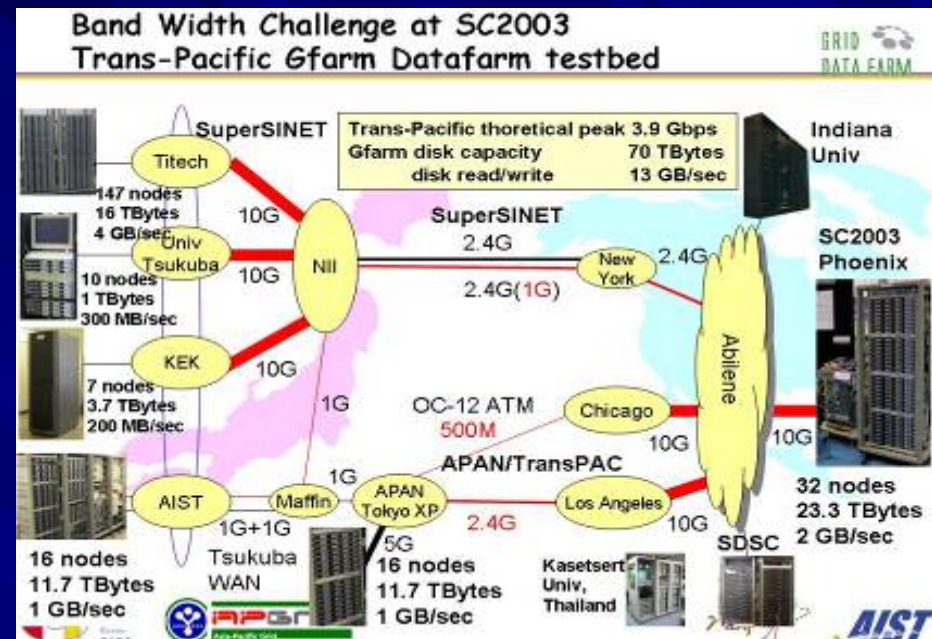 Band Width Challenge at SC2003
Trans-Pacific Gfarm Datafarm testbed
GRID
DATA FARM
SuperSINET
Trans-Pacific thoretical peak 3.9 Gbps
Gfarm disk capacity 70 TBytes
disk read/write 13 GB/sec
Indiana
Univ
Titech
147 nodes
16 TBytes
4 GB/sec
10G
Univ
Tsukuba
10G
10 nodes
1 TBytes
300 MB/sec
NII
SuperSINET
2.4G
2.4G(1G)
New
York
2.4G
SC2003
Phoenix
KEK
10G
7 nodes
3.7 TBytes
200 MB/sec
1G
OC-12 ATM
500M
Chicago
10G
Abilene
10G
APAN/TransPAC
AIST
1G+1G
Maffin
1G
APAN
Tokyo XP
2.4G
Los Angeles
10G
32 nodes
23.3 TBytes
2 GB/sec
16 nodes
11.7 TBytes
1 GB/sec
Tsukuba
WAN
5G
16 nodes
11.7 TBytes
1 GB/sec
Kasetsert
Univ,
Thailand
SDSC
Asia-Pacific Grid
AIST